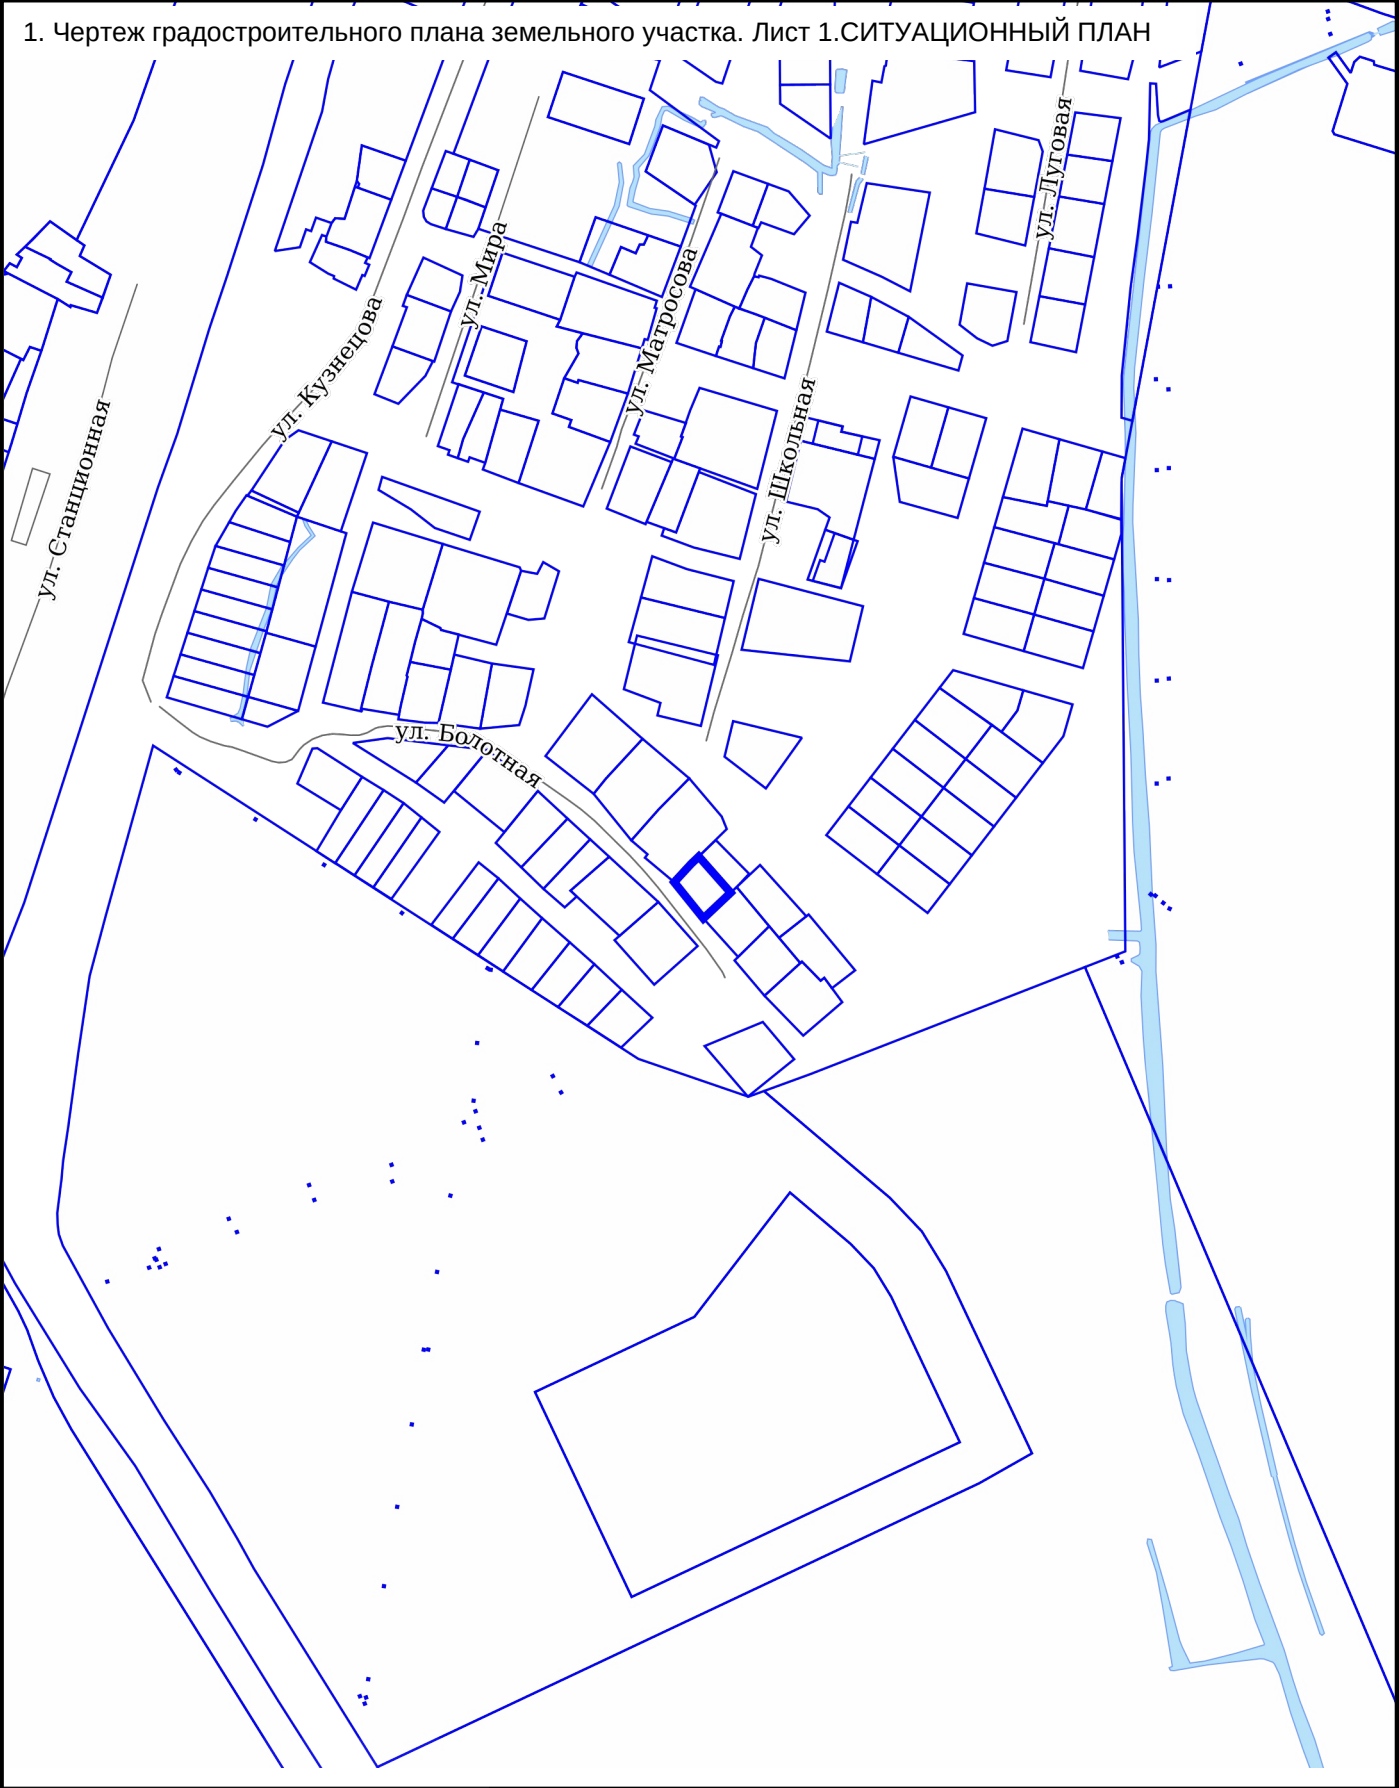 1. Чертеж градостроительного плана земельного участка. Лист 1.СИТУАЦИОННЫЙ ПЛАН
ул. Луговая
ул. Мира
ул. Матросова
ул. Кузнецова
ул. Школьная
ул. Станционная
ул. Болотная